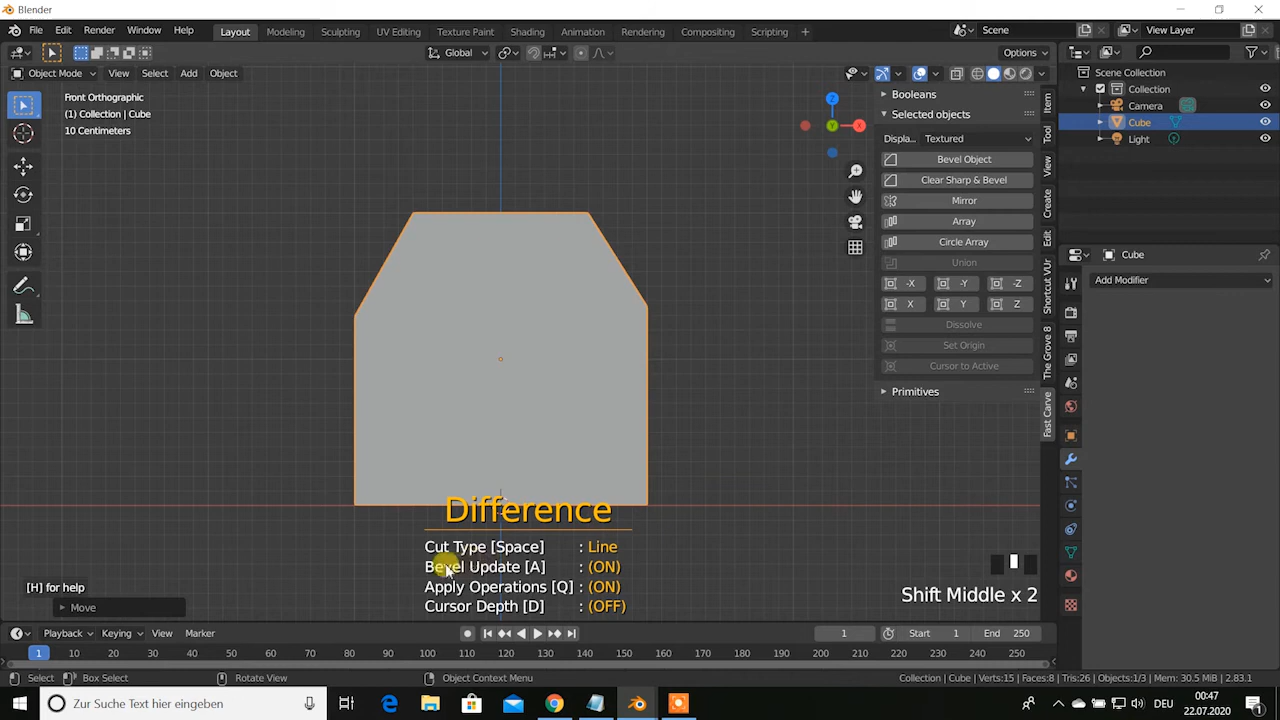 Blender
File Edit Render Window Help
Layout Modeling Sculpting UV Editing Texture Paint Shading Animation Rendering Compositing Scripting +
Scene
View Layer
Global
Options
Object Mode View Select Add Object
Front Orthographic
(1) Collection | Cube
10 Centimeters
Z
Y
X
Booleans
Selected objects
Displa.. Textured
Bevel Object
Clear Sharp & Bevel
Mirror
Array
Circle Array
Union
-X -Y -Z
X Y Z
Dissolve
Set Origin
Cursor to Active
Primitives
Item
Tool
View
Create
Edit
Shortcut VUr
The Grove 8
Fast Carve
Scene Collection
Collection
Camera
Cube
Light
Cube
Add Modifier
Difference
Cut Type [Space] : Line
Bevel Update [A] : (ON)
Apply Operations [Q] : (ON)
Cursor Depth [D] : (OFF)
[H] for help
Move
Shift Middle x 2
Playback Keying View Marker
1
Start 1 End 250
1 10 20 30 40 50 60 70 80 90 100 110 120 130 140 150 160 170 180 190 200 210 220 230 240 250
Select Box Select Rotate View Object Context Menu
Collection | Cube | Verts:15 | Faces:8 | Tris:26 | Objects:1/3 | Mem: 30.5 MiB | 2.83.1
Zur Suche Text hier eingeben
DEU
00:47
22.07.2020
1